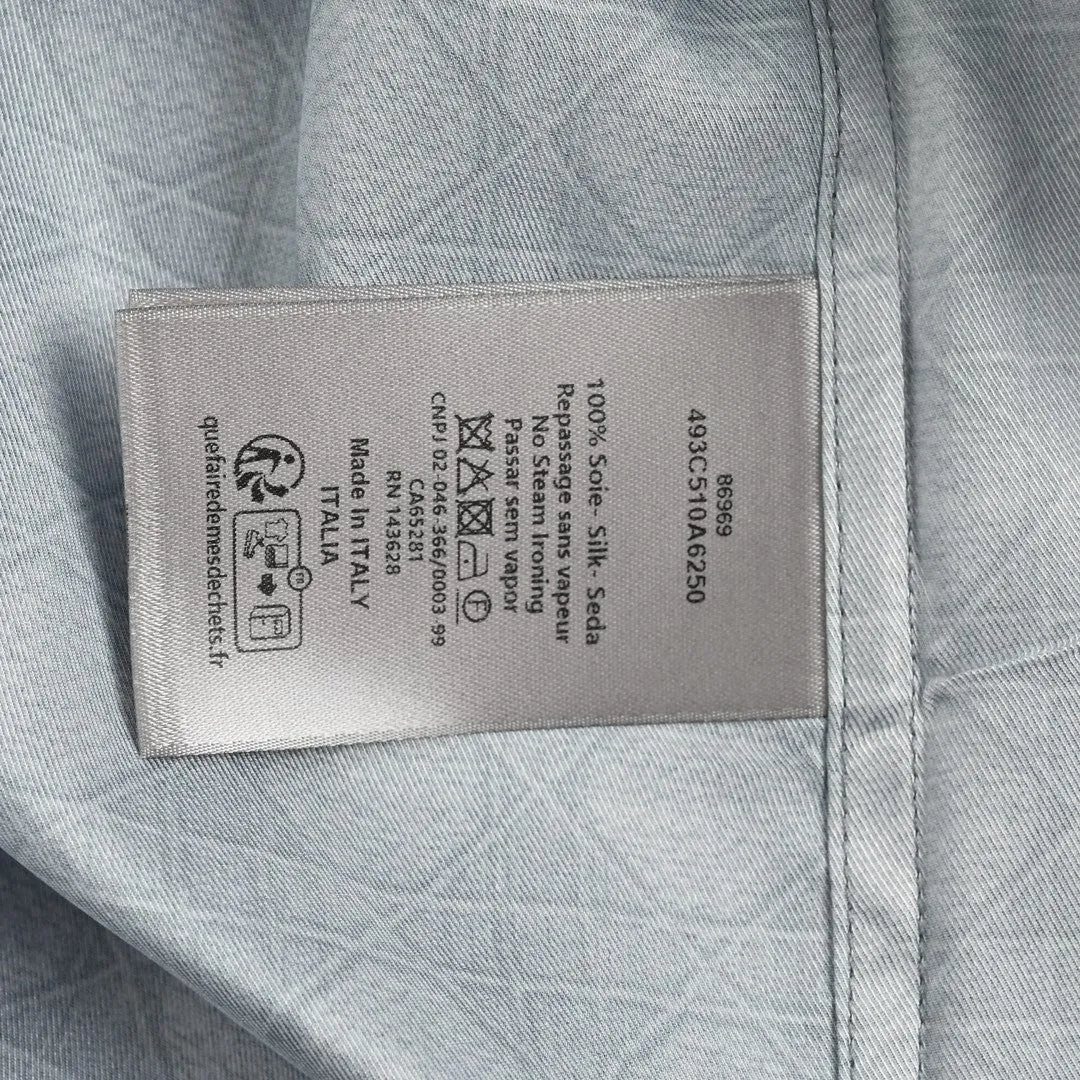 86969
493C510A6250
100% Soie- Silk- Seda
Repassage sans vapeur
No Steam Ironing
Passar sem vapor
F
CNPJ 02 046 366/0003 99
CA65281
RN 143628
Made In ITALY
ITALIA
FR
quefairedemesdechets.fr